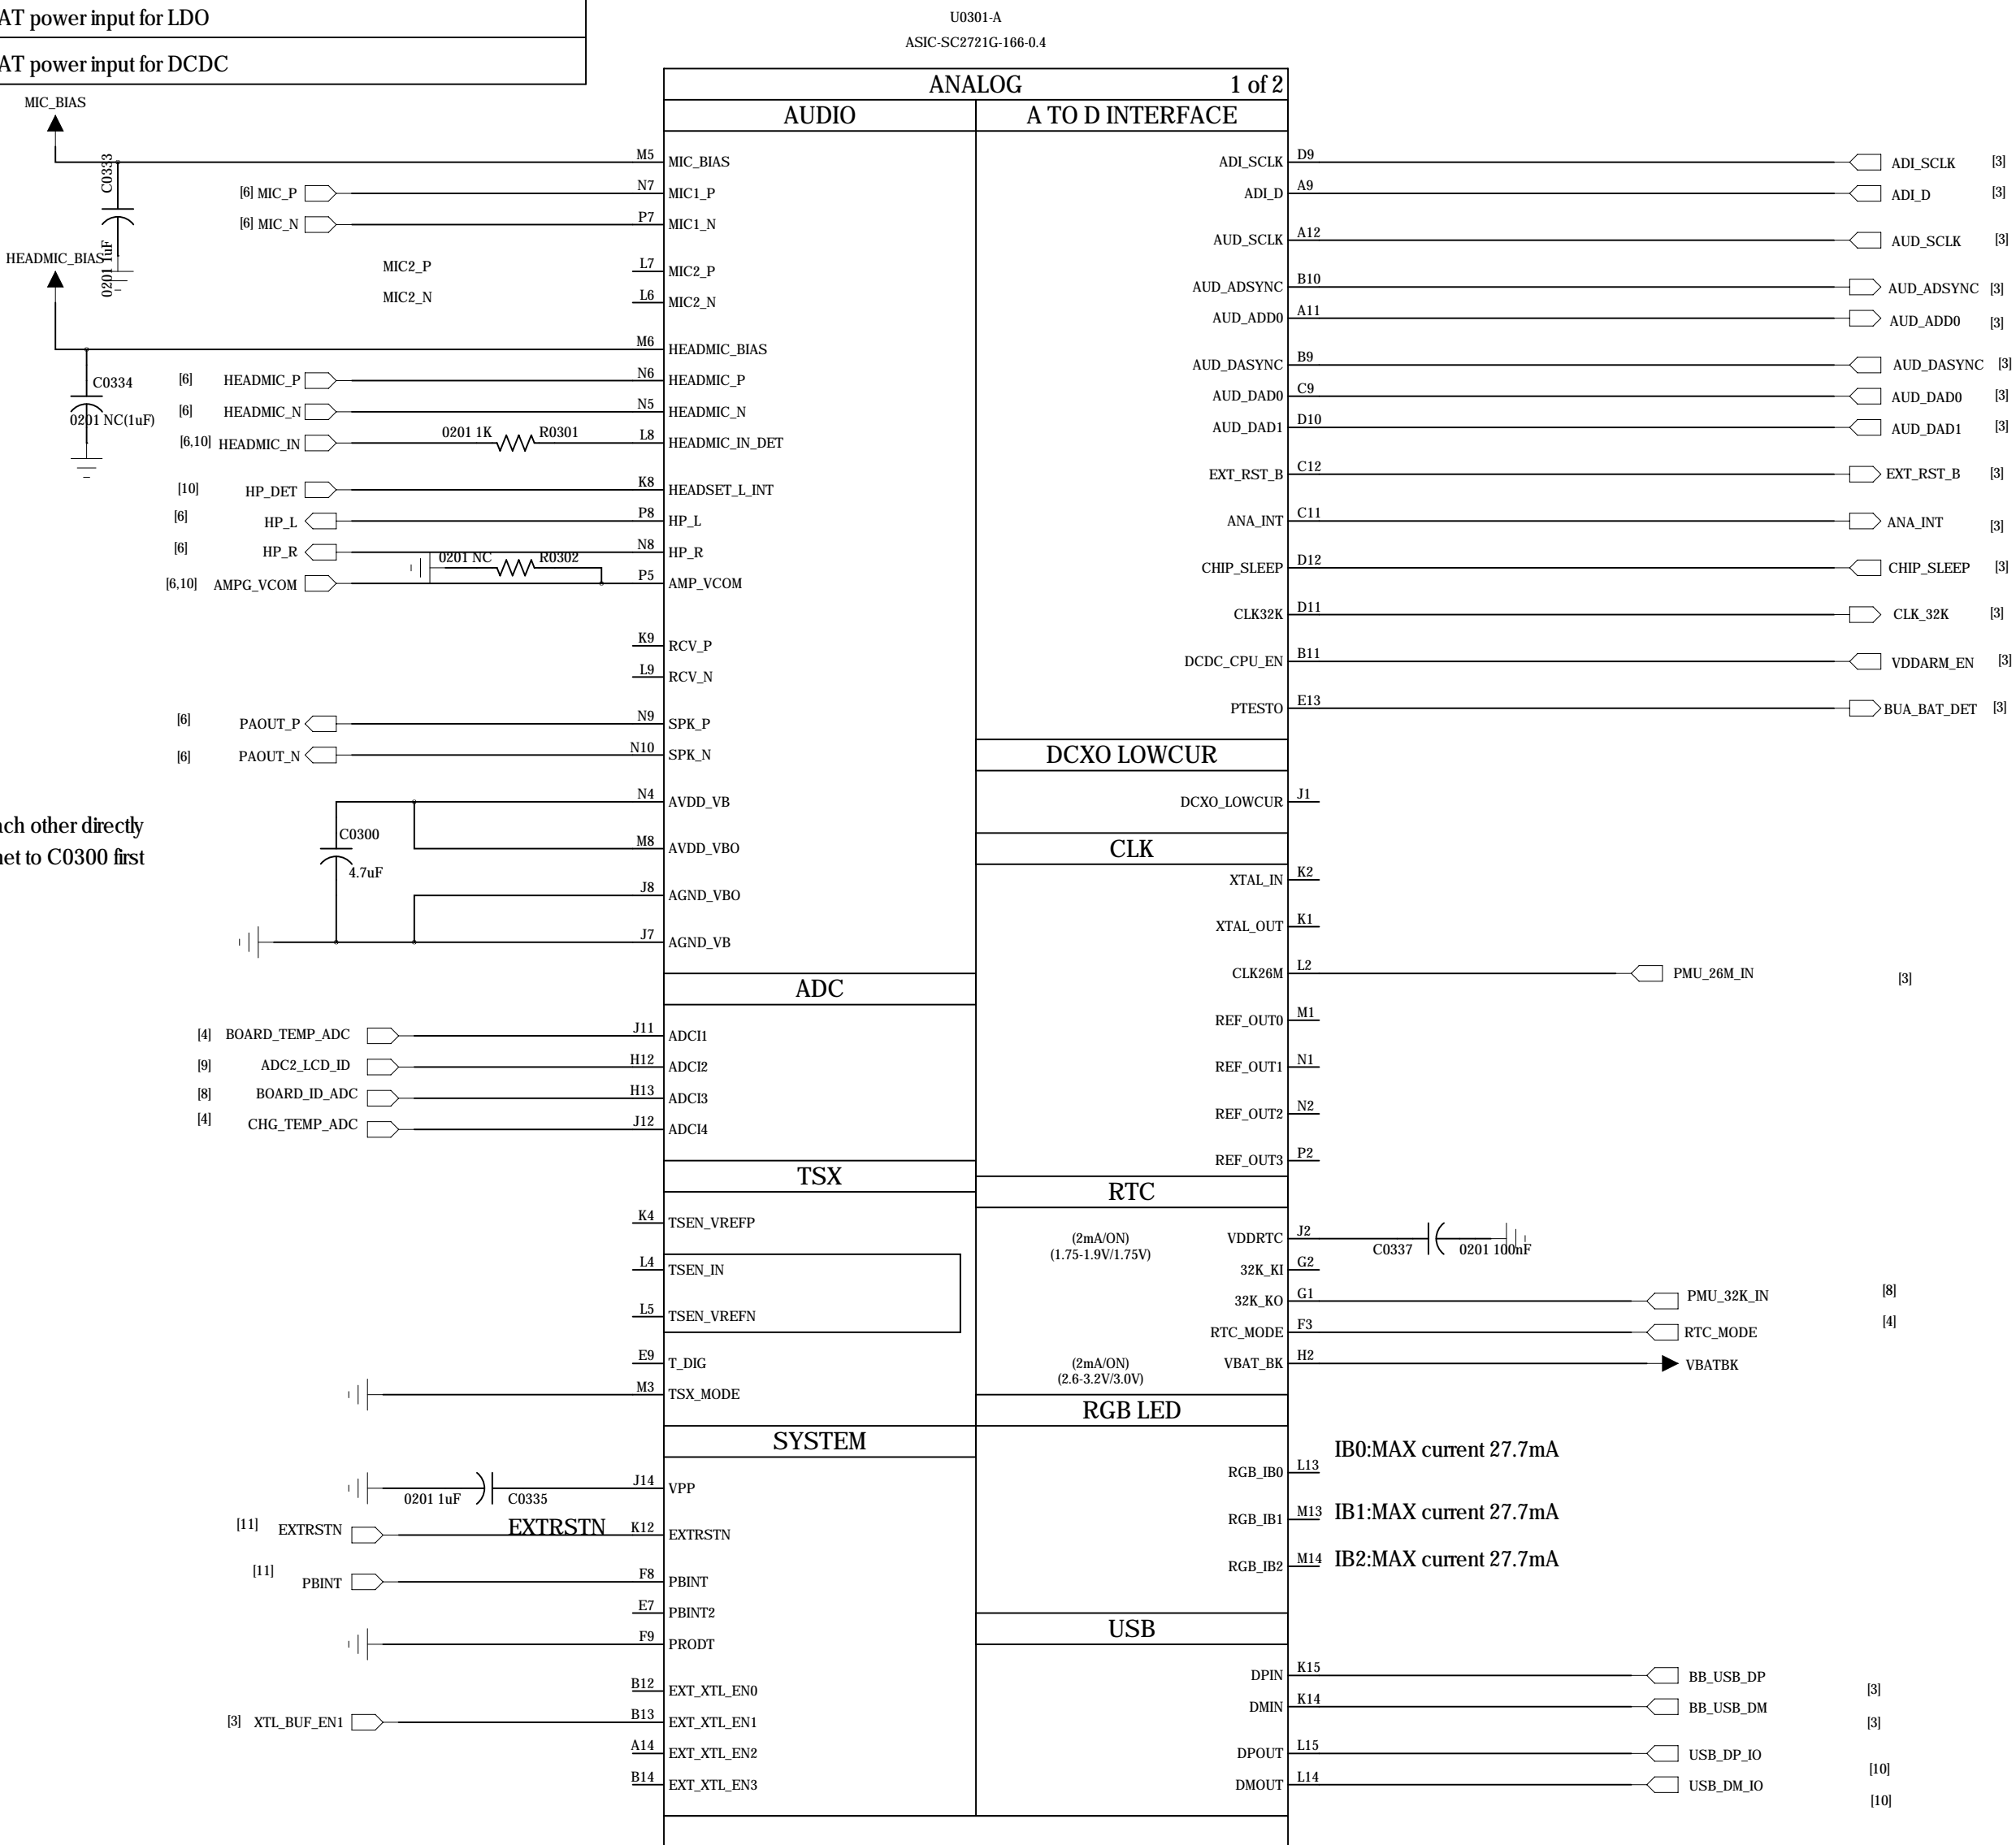 AT power input for LDO
AT power input for DCDC
U0301-A
ASIC-SC2721G-166-0.4
ANALOG 1 of 2
AUDIO
A TO D INTERFACE
MIC_BIAS
C0333
0201 1uF
M5 MIC_BIAS
[6] MIC_P N7 MIC1_P
[6] MIC_N P7 MIC1_N
MIC2_P L7 MIC2_P
MIC2_N L6 MIC2_N
HEADMIC_BIAS
M6 HEADMIC_BIAS
C0334
0201 NC(1uF)
[6] HEADMIC_P N6 HEADMIC_P
[6] HEADMIC_N N5 HEADMIC_N
[6,10] HEADMIC_IN 0201 1K R0301 L8 HEADMIC_IN_DET
[10] HP_DET K8 HEADSET_L_INT
[6] HP_L P8 HP_L
[6] HP_R N8 HP_R
0201 NC R0302
[6,10] AMPG_VCOM P5 AMP_VCOM
K9 RCV_P
L9 RCV_N
[6] PAOUT_P N9 SPK_P
[6] PAOUT_N N10 SPK_N
N4 AVDD_VB
ach other directly
net to C0300 first
C0300
4.7uF
M8 AVDD_VBO
J8 AGND_VBO
J7 AGND_VB
ADC
[4] BOARD_TEMP_ADC J11 ADCI1
[9] ADC2_LCD_ID H12 ADCI2
[8] BOARD_ID_ADC H13 ADCI3
[4] CHG_TEMP_ADC J12 ADCI4
TSX
K4 TSEN_VREFP
L4 TSEN_IN
L5 TSEN_VREFN
E9 T_DIG
M3 TSX_MODE
SYSTEM
0201 1uF C0335 J14 VPP
[11] EXTRSTN EXTRSTN K12 EXTRSTN
[11] PBINT F8 PBINT
E7 PBINT2
F9 PRODT
B12 EXT_XTL_EN0
[3] XTL_BUF_EN1 B13 EXT_XTL_EN1
A14 EXT_XTL_EN2
B14 EXT_XTL_EN3
ADI_SCLK D9 ADI_SCLK [3]
ADI_D A9 ADI_D [3]
AUD_SCLK A12 AUD_SCLK [3]
AUD_ADSYNC B10 AUD_ADSYNC [3]
AUD_ADD0 A11 AUD_ADD0 [3]
AUD_DASYNC B9 AUD_DASYNC [3]
AUD_DAD0 C9 AUD_DAD0 [3]
AUD_DAD1 D10 AUD_DAD1 [3]
EXT_RST_B C12 EXT_RST_B [3]
ANA_INT C11 ANA_INT [3]
CHIP_SLEEP D12 CHIP_SLEEP [3]
CLK32K D11 CLK_32K [3]
DCDC_CPU_EN B11 VDDARM_EN [3]
PTESTO E13 BUA_BAT_DET [3]
DCXO LOWCUR
DCXO_LOWCUR J1
CLK
XTAL_IN K2
XTAL_OUT K1
CLK26M L2 PMU_26M_IN [3]
REF_OUT0 M1
REF_OUT1 N1
REF_OUT2 N2
REF_OUT3 P2
RTC
(2mA/ON)
(1.75-1.9V/1.75V)
VDDRTC J2 C0337 0201 100nF
32K_KI G2
32K_KO G1 PMU_32K_IN [8]
RTC_MODE F3 RTC_MODE [4]
(2mA/ON)
(2.6-3.2V/3.0V)
VBAT_BK H2 VBATBK
RGB LED
IB0:MAX current 27.7mA
RGB_IB0 L13
RGB_IB1 M13 IB1:MAX current 27.7mA
RGB_IB2 M14 IB2:MAX current 27.7mA
USB
DPIN K15 BB_USB_DP [3]
DMIN K14 BB_USB_DM [3]
DPOUT L15 USB_DP_IO [10]
DMOUT L14 USB_DM_IO [10]